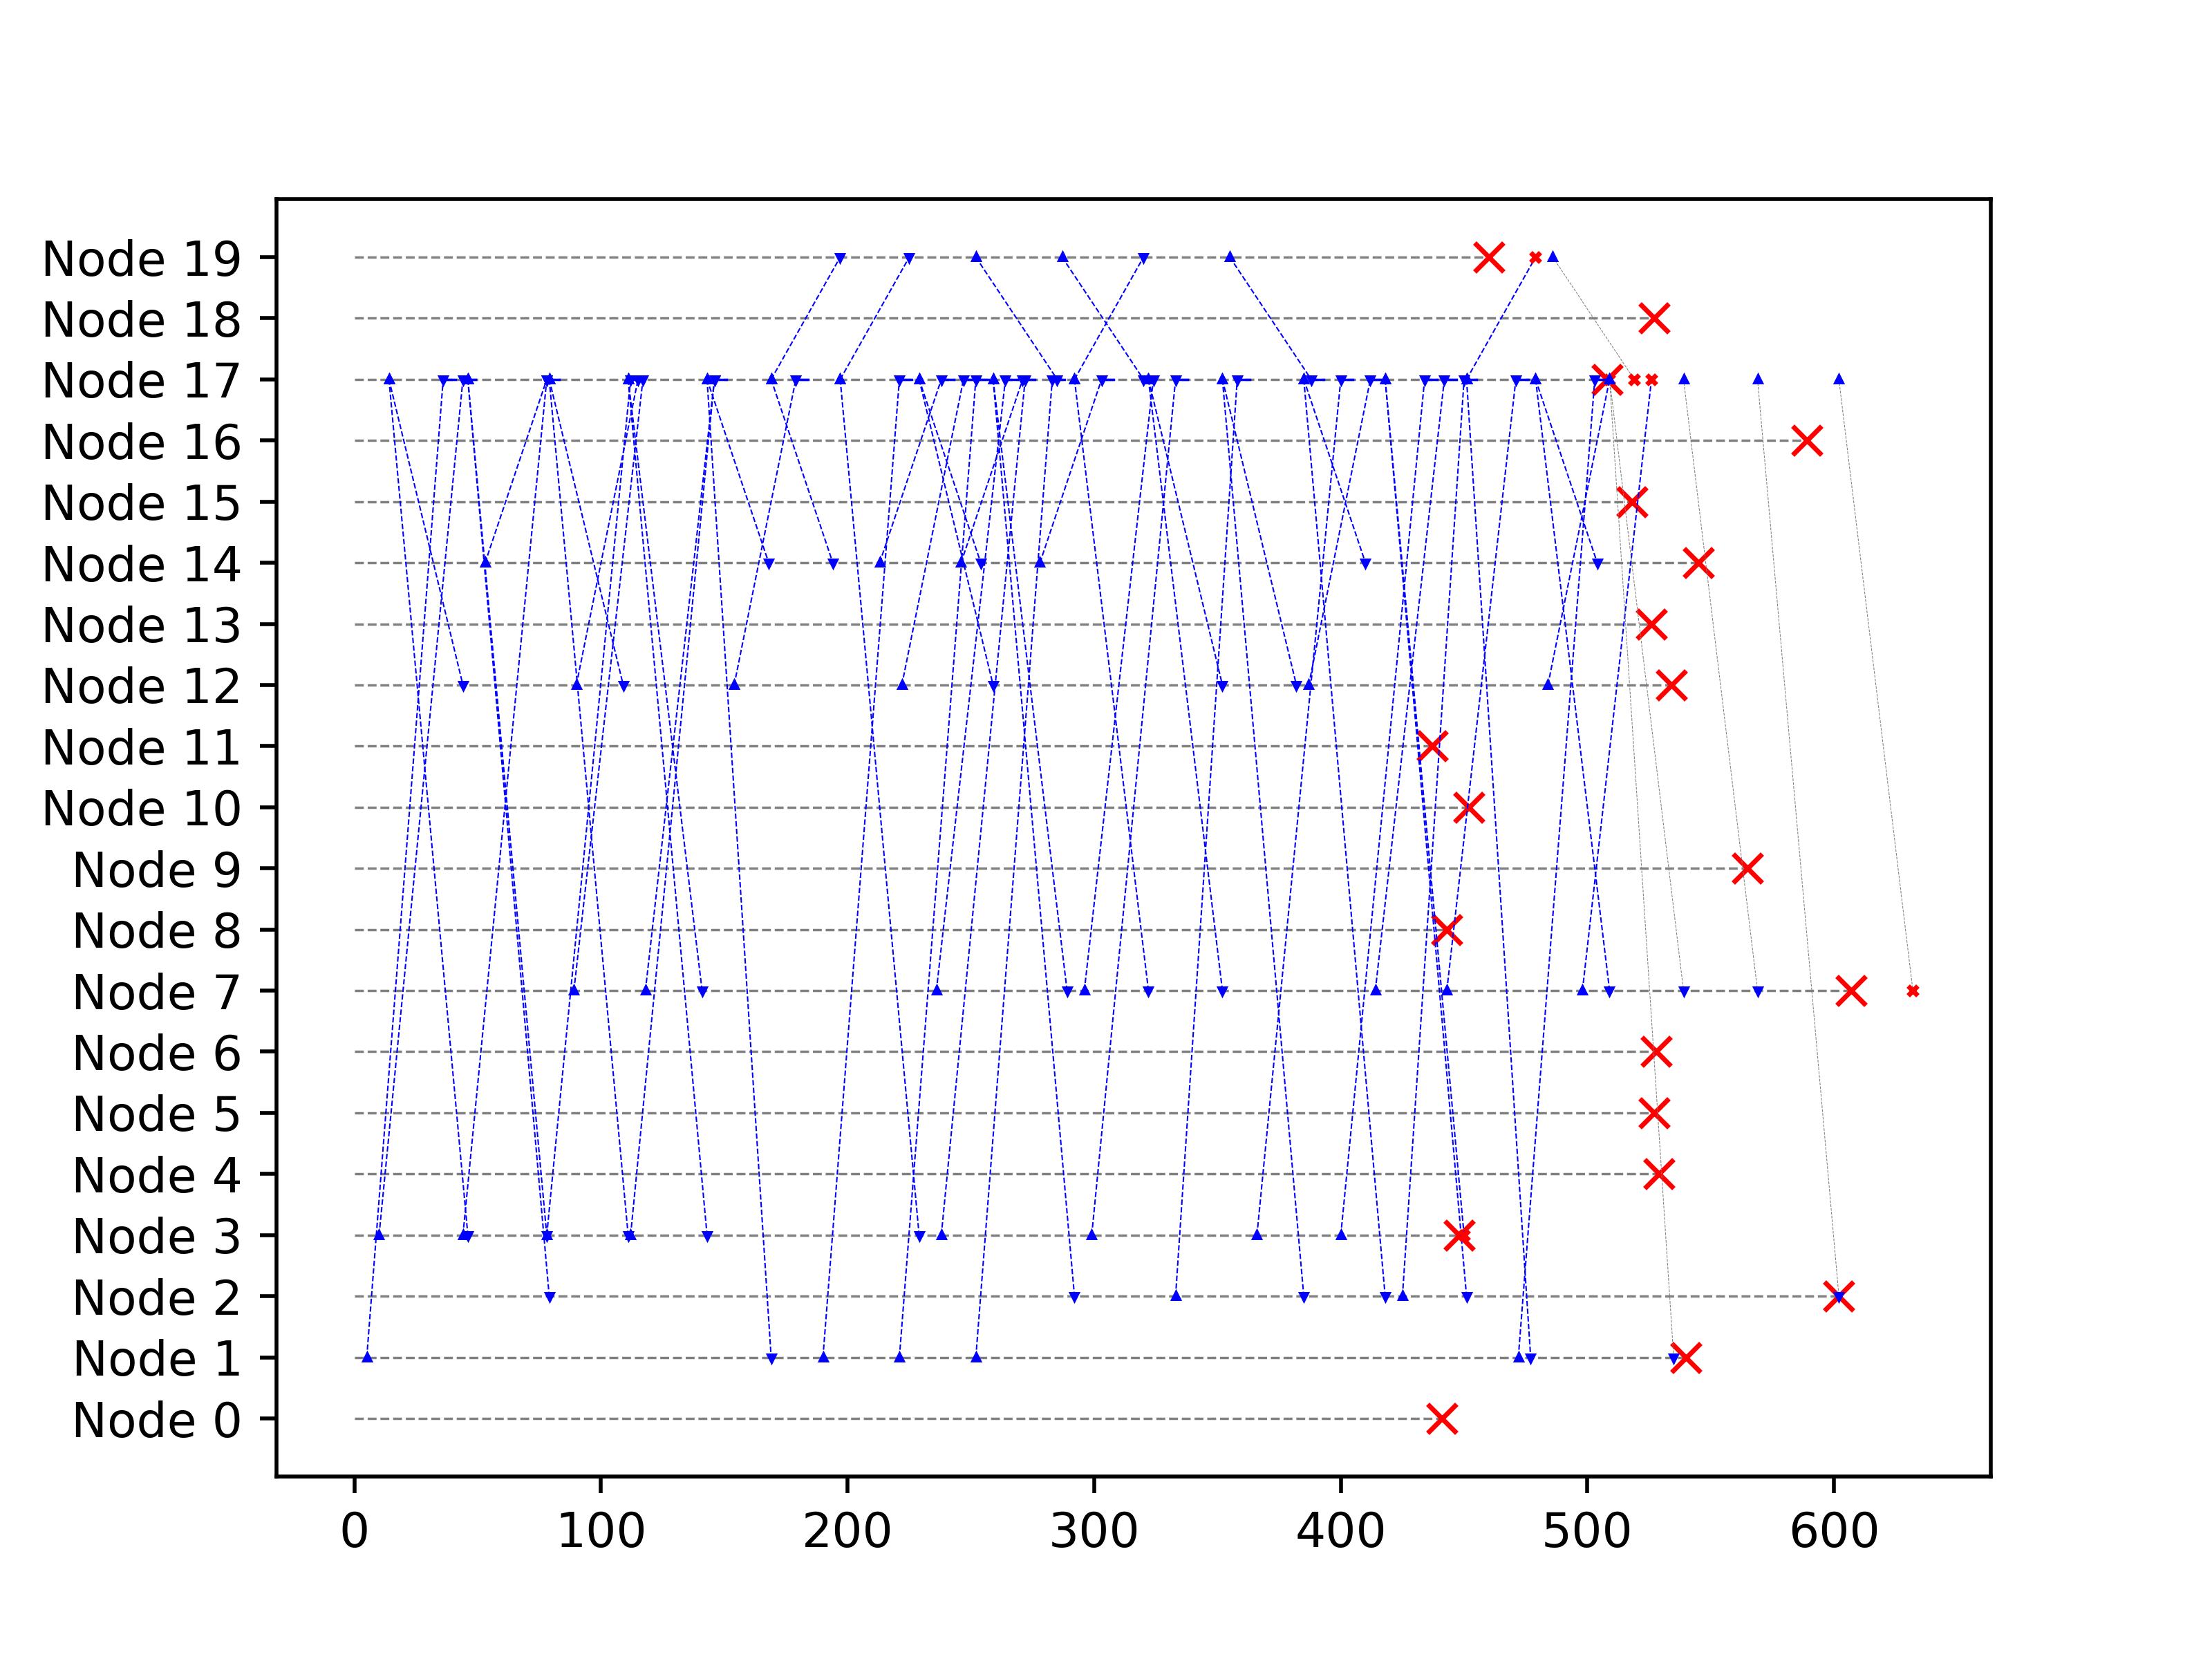 Node 19
Node 18
Node 17
Node 16
Node 15
Node 14
Node 13
Node 12
Node 11
Node 10
Node 9
Node 8
Node 7
Node 6
Node 5
Node 4
Node 3
Node 2
Node 1
Node 0
0 100 200 300 400 500 600